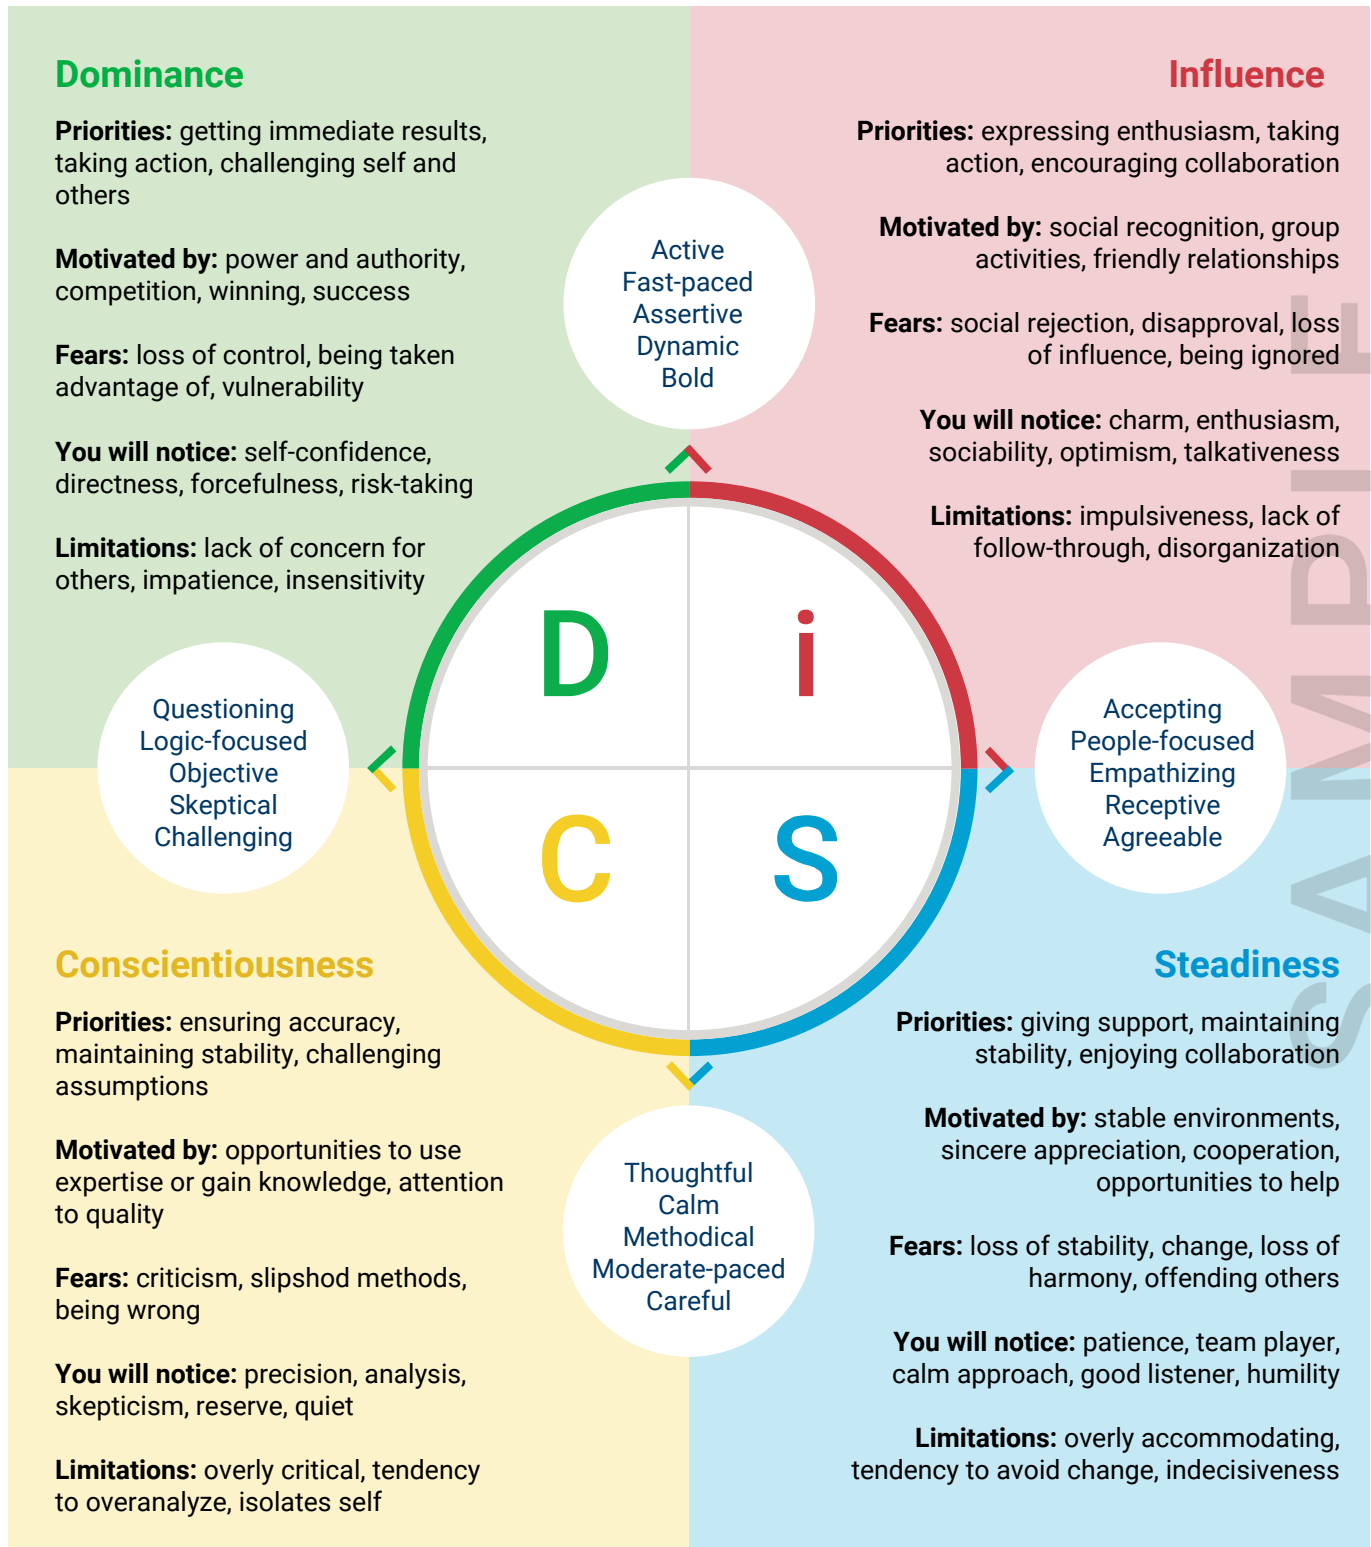 Dominance
Priorities: getting immediate results,
taking action, challenging self and
others
Motivated by: power and authority,
competition, winning, success
Fears: loss of control, being taken
advantage of, vulnerability
You will notice: self-confidence,
directness, forcefulness, risk-taking
Limitations: lack of concern for
others, impatience, insensitivity
Influence
Priorities: expressing enthusiasm, taking
action, encouraging collaboration
Motivated by: social recognition, group
activities, friendly relationships
Fears: social rejection, disapproval, loss
of influence, being ignored
You will notice: charm, enthusiasm,
sociability, optimism, talkativeness
Limitations: impulsiveness, lack of
follow-through, disorganization
Active
Fast-paced
Assertive
Dynamic
Bold
D
i
Questioning
Logic-focused
Objective
Skeptical
Challenging
Accepting
People-focused
Empathizing
Receptive
Agreeable
C
S
Conscientiousness
Priorities: ensuring accuracy,
maintaining stability, challenging
assumptions
Motivated by: opportunities to use
expertise or gain knowledge, attention
to quality
Fears: criticism, slipshod methods,
being wrong
You will notice: precision, analysis,
skepticism, reserve, quiet
Limitations: overly critical, tendency
to overanalyze, isolates self
Thoughtful
Calm
Methodical
Moderate-paced
Careful
Steadiness
Priorities: giving support, maintaining
stability, enjoying collaboration
Motivated by: stable environments,
sincere appreciation, cooperation,
opportunities to help
Fears: loss of stability, change, loss of
harmony, offending others
You will notice: patience, team player,
calm approach, good listener, humility
Limitations: overly accommodating,
tendency to avoid change, indecisiveness
SAMPLE